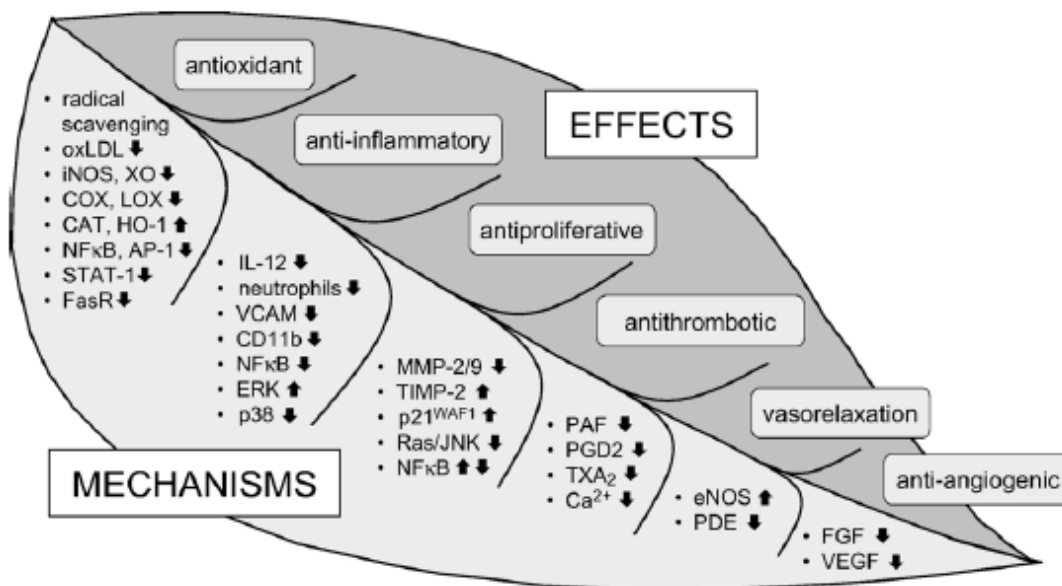 antioxidant
EFFECTS
anti-inflammatory
antiproliferative
antithrombotic
vasorelaxation
anti-angiogenic
• radical
scavenging
• oxLDL ⬇
• iNOS, XO ⬇
• COX, LOX ⬇
• CAT, HO-1 ⬆
• NFκB, AP-1 ⬇
• STAT-1 ⬇
• FasR ⬇
• IL-12 ⬇
• neutrophils ⬇
• VCAM ⬇
• CD11b ⬇
• NFκB ⬇
• ERK ⬆
• p38 ⬇
• MMP-2/9 ⬇
• TIMP-2 ⬆
• p21^WAF1 ⬆
• Ras/JNK ⬇
• NFκB ⬆⬇
• PAF ⬇
• PGD2 ⬇
• TXA₂ ⬇
• Ca²⁺ ⬇
• eNOS ⬆
• PDE ⬇
• FGF ⬇
• VEGF ⬇
MECHANISMS